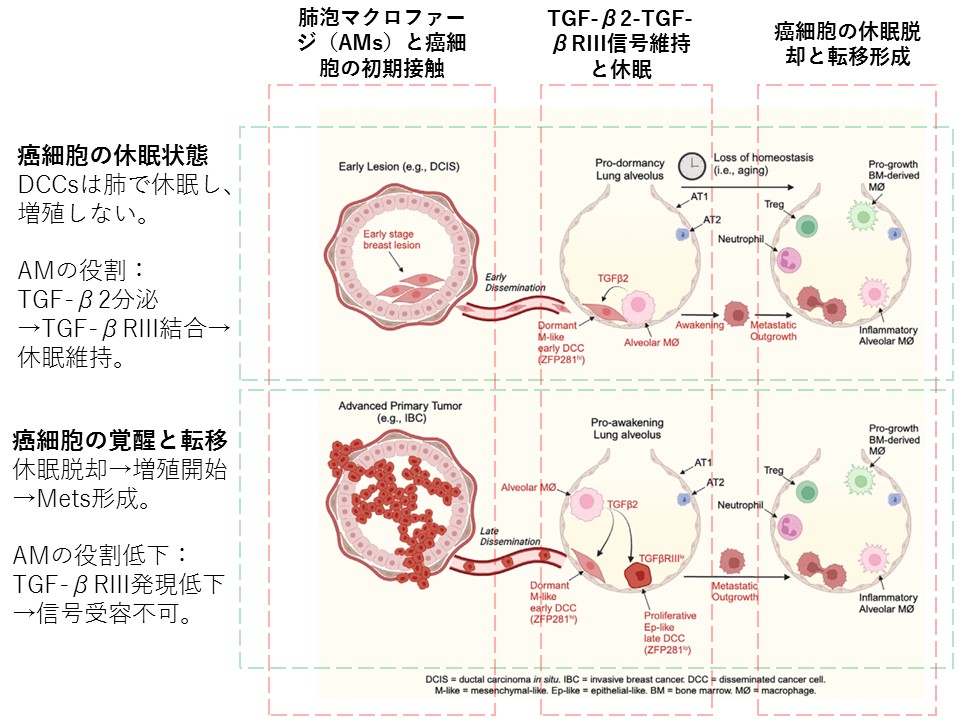 肺泡マクロファー
ジ（AMs）と癌細
胞の初期接触
TGF-β2-TGF-
βRIII信号維持
と休眠
癌細胞の休眠脱
却と転移形成
癌細胞の休眠状態
DCCsは肺で休眠し、
増殖しない。
AMの役割：
TGF-β2分泌
→TGF-βRIII結合→
休眠維持。
Early Lesion (e.g., DCIS)
Early stage
breast lesion
Early
Dissemination
Pro-dormancy
Lung alveolus
Loss of homeostasis
(i.e., aging)
AT1
AT2
TGFβ2
Dormant
M-like
early DCC
(ZFP281hi)
Alveolar MØ
Awakening
Metastatic
Outgrowth
Pro-growth
BM-derived
MØ
Treg
Neutrophil
Inflammatory
Alveolar MØ
癌細胞の覚醒と転移
休眠脱却→増殖開始
→Mets形成。
AMの役割低下：
TGF-βRIII発現低下
→信号受容不可。
Advanced Primary Tumor
(e.g., IBC)
Late
Dissemination
Pro-awakening
Lung alveolus
AT1
AT2
Alveolar MØ
TGFβ2
TGFβRIIIlo
Dormant
M-like
early DCC
(ZFP281hi)
Proliferative
Ep-like
late DCC
(ZFP281lo)
Metastatic
Outgrowth
Pro-growth
BM-derived
MØ
Treg
Neutrophil
Inflammatory
Alveolar MØ
DCIS = ductal carcinoma in situ. IBC = invasive breast cancer. DCC = disseminated cancer cell.
M-like = mesenchymal-like. Ep-like = epithelial-like. BM = bone marrow. MØ = macrophage.